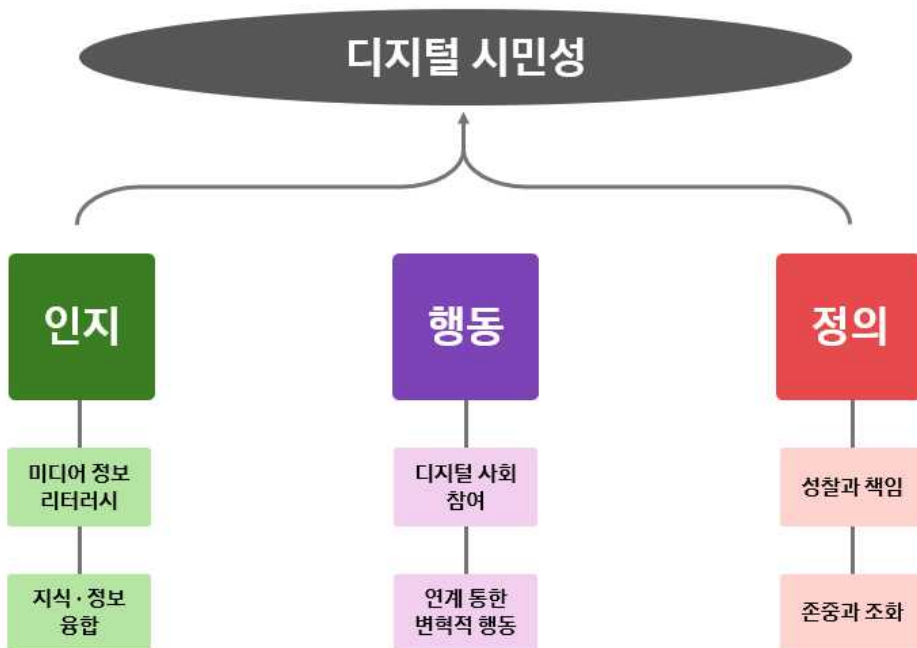 디지털 시민성
인지
행동
정의
미디어 정보
리터러시
디지털 사회
참여
성찰과 책임
지식·정보
융합
연계 통한
변혁적 행동
존중과 조화